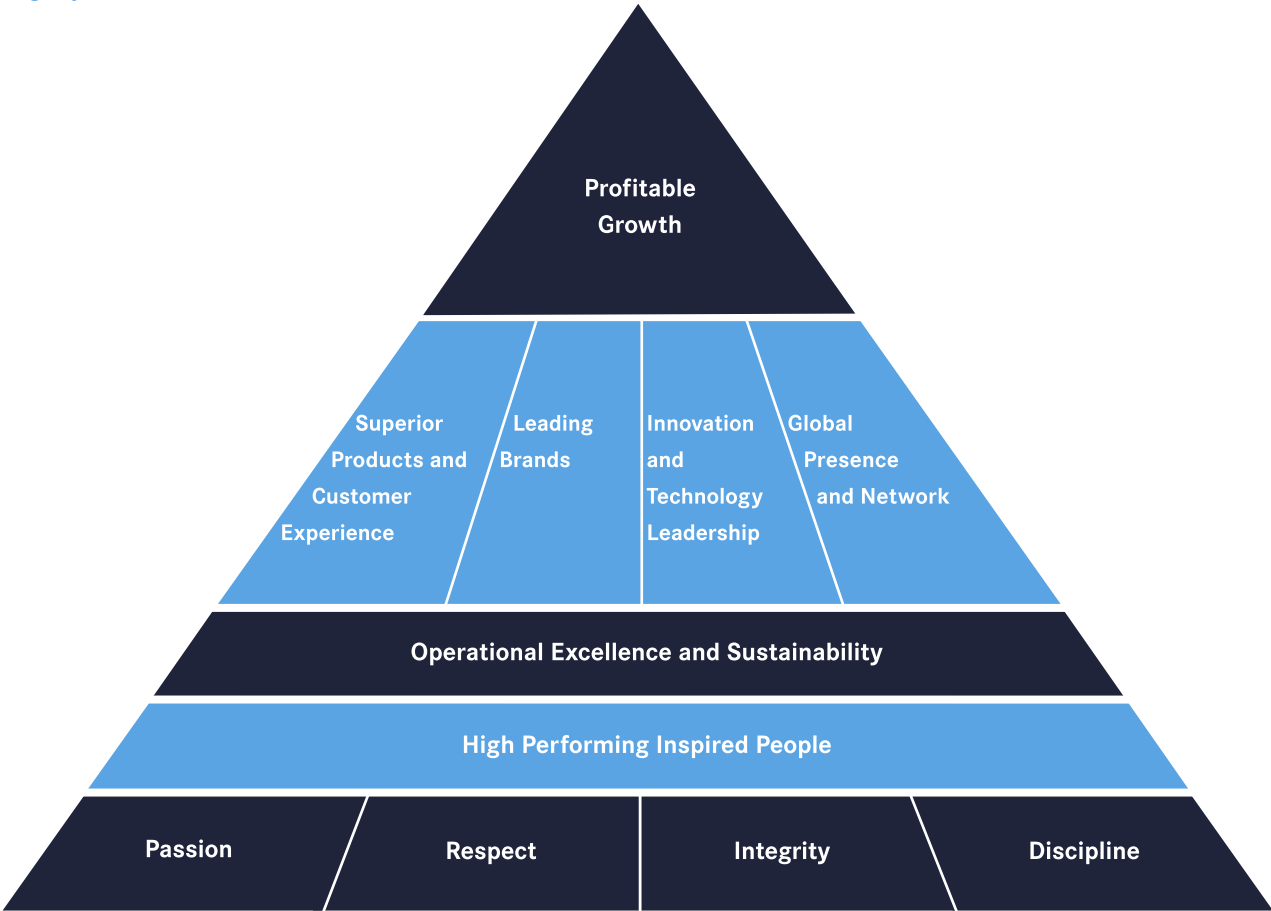 Profitable
Growth
Superior
Products and
Customer
Experience
Leading
Brands
Innovation
and
Technology
Leadership
Global
Presence
and Network
Operational Excellence and Sustainability
High Performing Inspired People
Passion
Respect
Integrity
Discipline